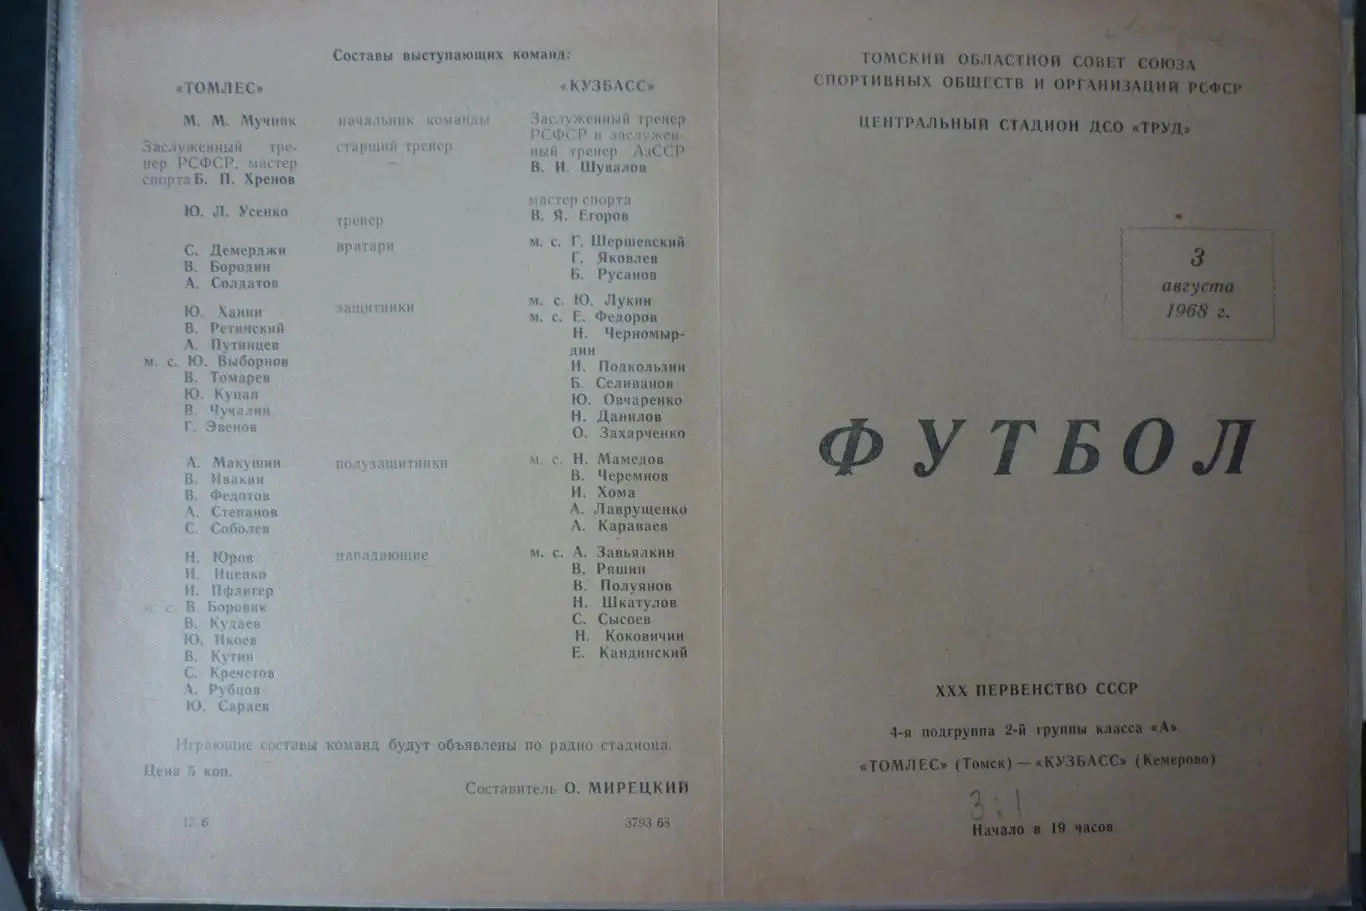 Составы выступающих команд:
«ТОМЛЕС»
«КУЗБАСС»
М. М. Мучник
начальник команды
Заслуженный тренер
РСФСР и заслужен-
ный тренер АзССР
В. И. Шувалов
Заслуженный тре-
нер РСФСР, мастер
спорта Б. П. Хренов
старший тренер
Ю. Л. Усенко
тренер
мастер спорта
В. Я. Егоров
С. Демерджи
В. Бородин
А. Солдатов
вратари
м. с. Г. Шершевский
Г. Яковлев
Б. Русанов
Ю. Ханин
В. Ретинский
А. Путинцев
м. с. Ю. Выборнов
В. Томарев
Ю. Куцая
В. Чучалин
Г. Эвенов
защитники
м. с. Ю. Лукин
м. с. Е. Федоров
Н. Черномыр-
дин
И. Подкользин
Б. Селиванов
Ю. Овчаренко
Н. Данилов
О. Захарченко
А. Макушин
В. Ивакин
В. Федотов
А. Степанов
С. Соболев
полузащитники
м. с. Н. Мамедов
В. Черемнов
И. Хома
А. Лаврущенко
А. Караваев
Н. Юров
И. Иценко
И. Пфлигер
м. с. В. Боровик
В. Кудаев
Ю. Икоев
В. Кутин
С. Кречетов
А. Рубцов
Ю. Сараев
нападающие
м. с. А. Завьялкин
В. Ряшин
В. Полуянов
Н. Шкатулов
С. Сысоев
Н. Коковичин
Е. Кандинский
Играющие составы команд будут объявлены по радио стадиона.
Цена 5 коп.
Составитель О. МИРЕЦКИЙ
3793 68
ТОМСКИЙ ОБЛАСТНОЙ СОВЕТ СОЮЗА
СПОРТИВНЫХ ОБЩЕСТВ И ОРГАНИЗАЦИЙ РСФСР
ЦЕНТРАЛЬНЫЙ СТАДИОН ДСО «ТРУД»
3
августа
1968 г.
ФУТБОЛ
XXX ПЕРВЕНСТВО СССР
4-я подгруппа 2-й группы класса «А»
«ТОМЛЕС» (Томск) — «КУЗБАСС» (Кемерово)
3:1
Начало в 19 часов